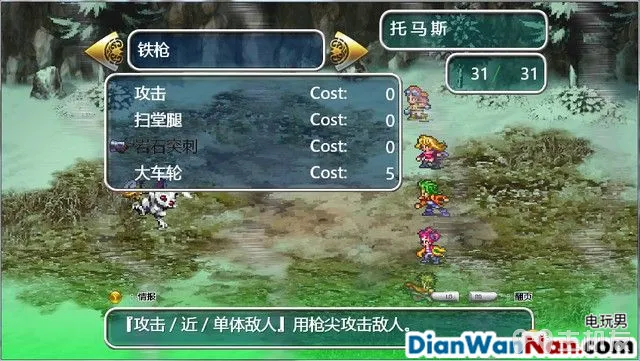 托马斯
铁枪
31 / 31
攻击 Cost: 0
扫堂腿 Cost: 0
岩石突刺 Cost: 0
大车轮 Cost: 5
情报
翻页
『攻击/近/单体敌人』用枪尖攻击敌人。
电玩男
DianWanNan.com